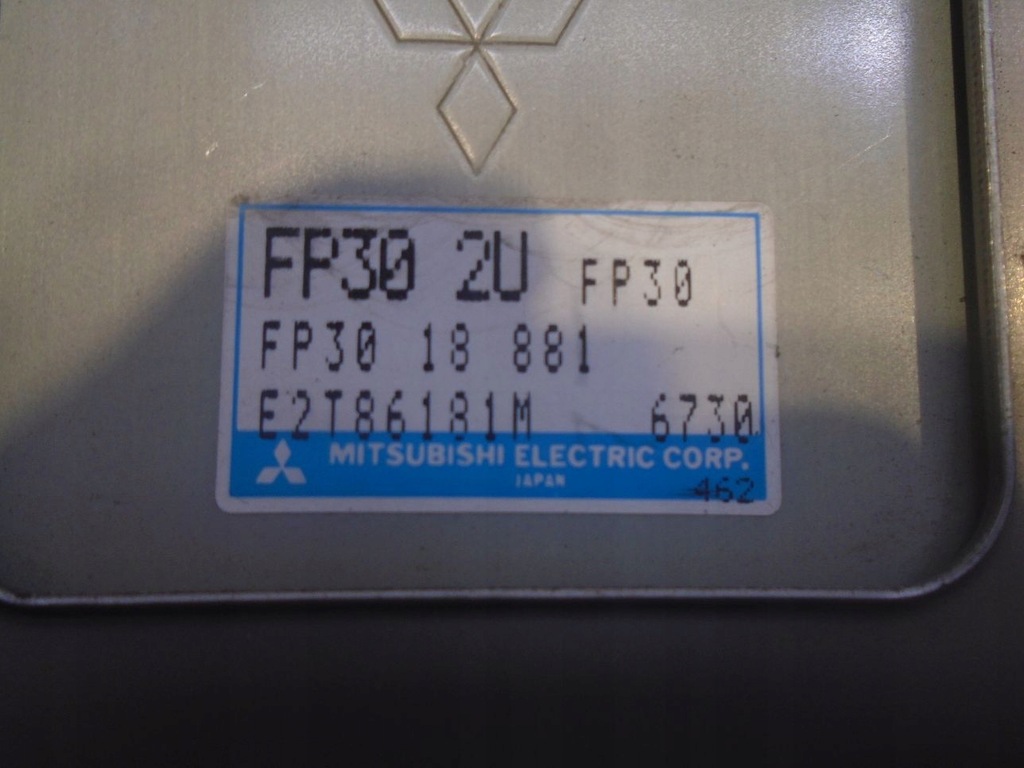 FP30 2U FP30
FP30 18 881
E2T86181M 6730
MITSUBISHI ELECTRIC CORP.
JAPAN
462